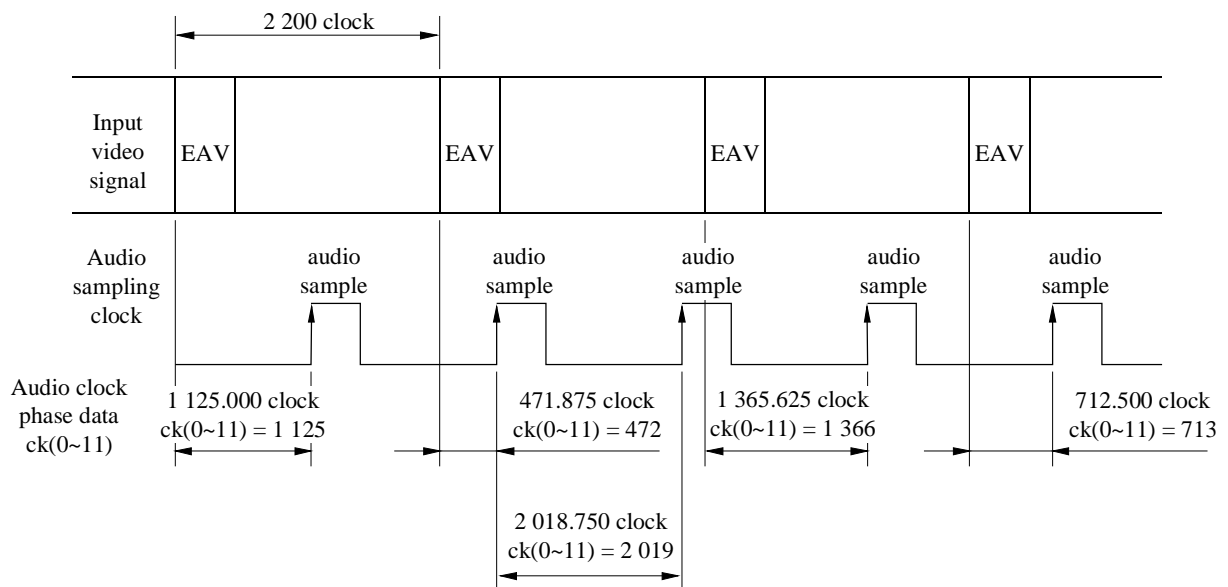 2 200 clock
Input
video
signal
EAV
EAV
EAV
EAV
Audio
sampling
clock
audio
sample
audio
sample
audio
sample
audio
sample
audio
sample
Audio clock
phase data
ck(0~11)
1 125.000 clock
ck(0~11) = 1 125
471.875 clock
ck(0~11) = 472
1 365.625 clock
ck(0~11) = 1 366
712.500 clock
ck(0~11) = 713
2 018.750 clock
ck(0~11) = 2 019